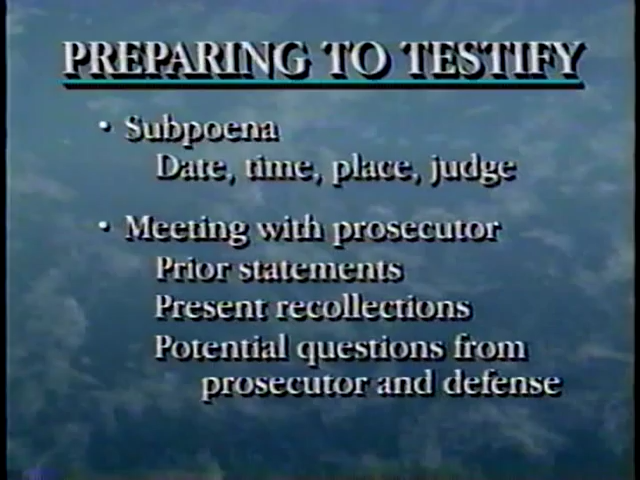 PREPARING TO TESTIFY
• Subpoena
Date, time, place, judge
• Meeting with prosecutor
Prior statements
Present recollections
Potential questions from
prosecutor and defense